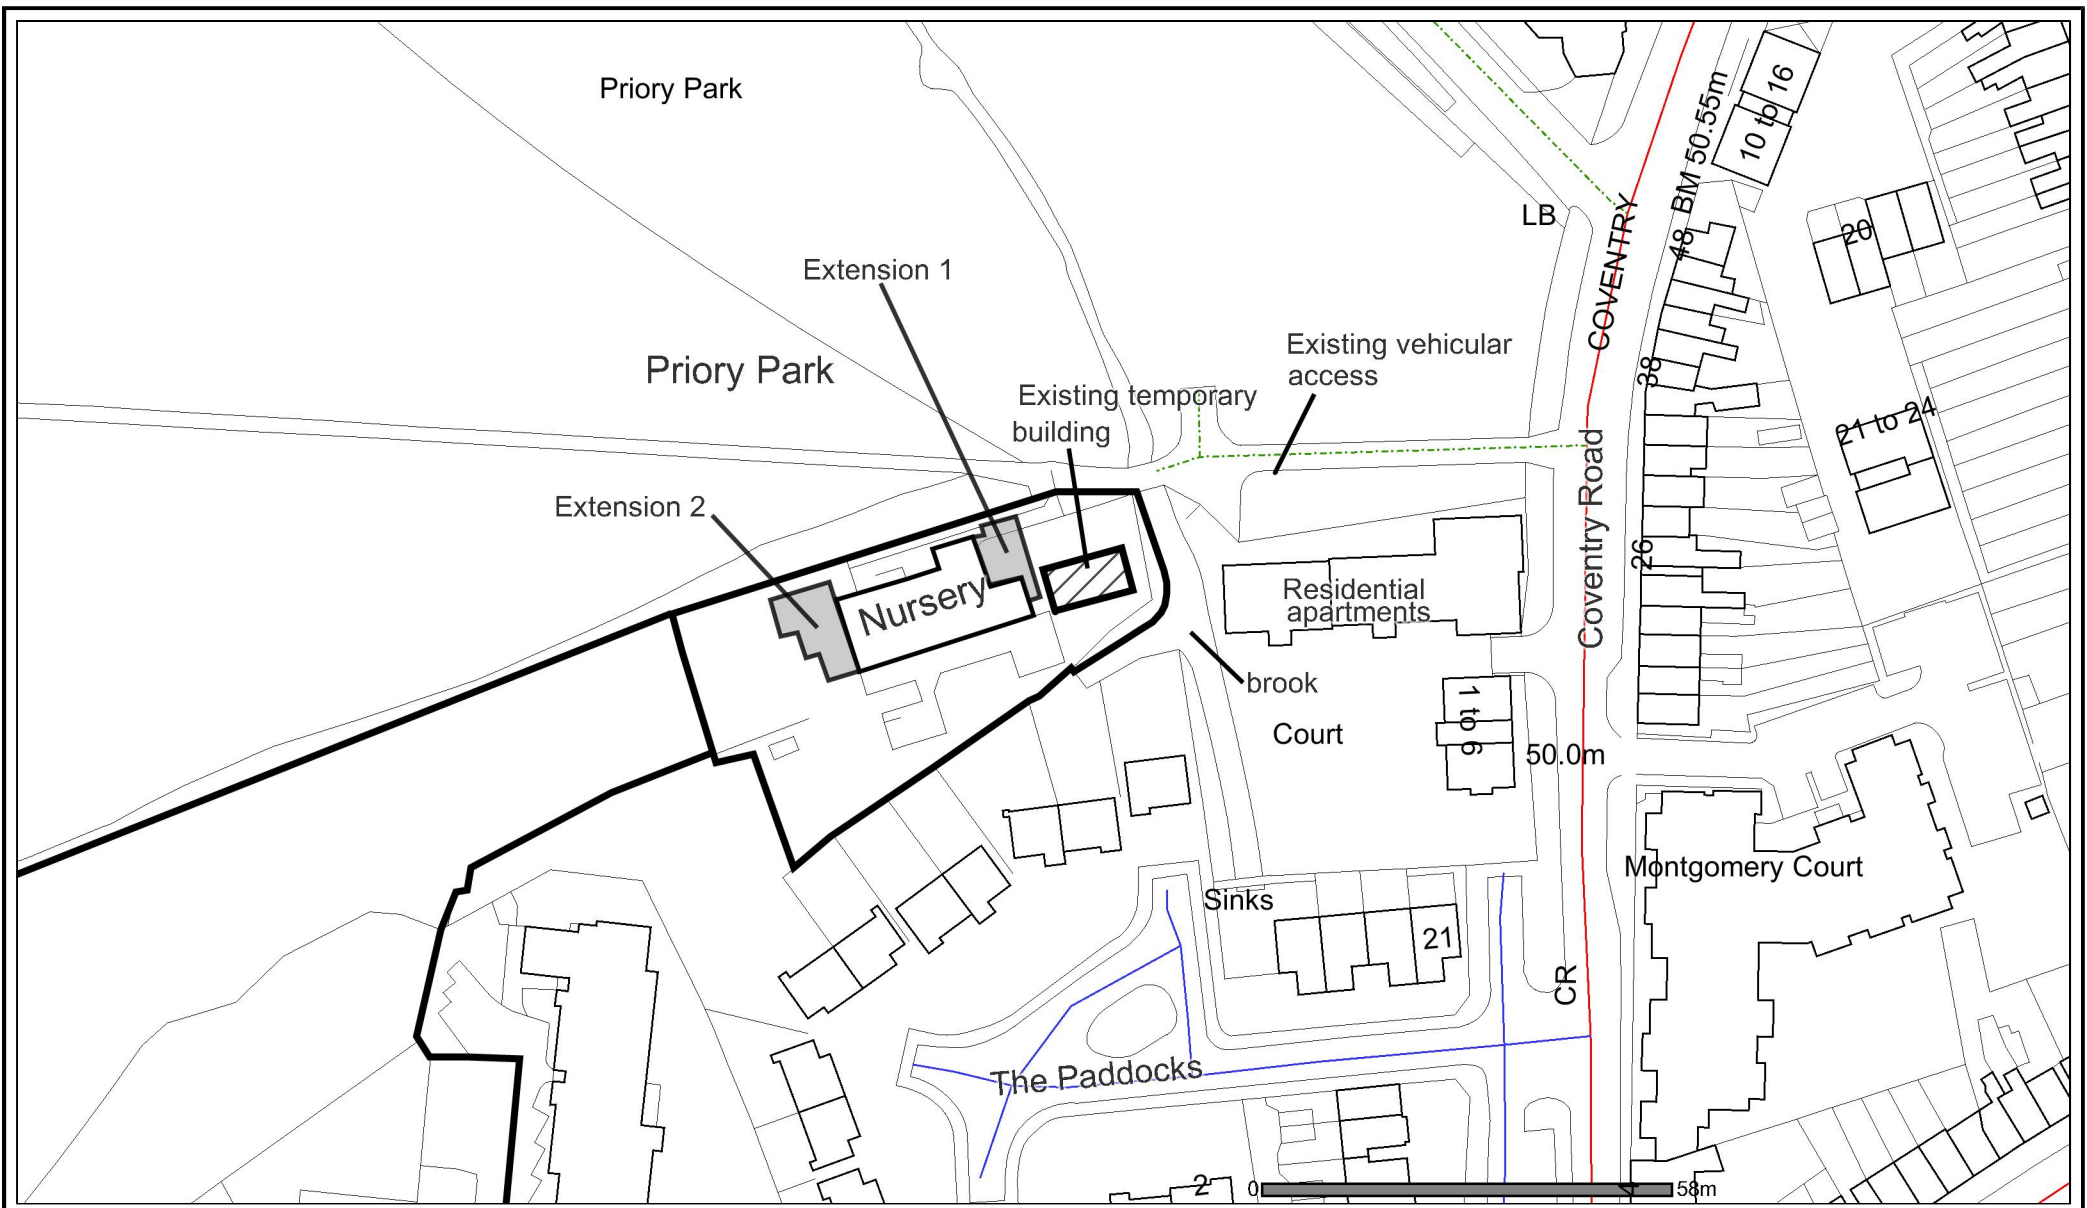 Priory Park
16
10 to
BM 50.55m
LB
COVENTRY
48
20
Extension 1
Existing vehicular
access
Priory Park
38
Existing temporary
building
21 to 24
Extension 2
Coventry Road
26
Nursery
Residential
apartments
brook
1 to 6
Court
50.0m
Montgomery Court
Sinks
21
CR
The Paddocks
2
0
58m
4